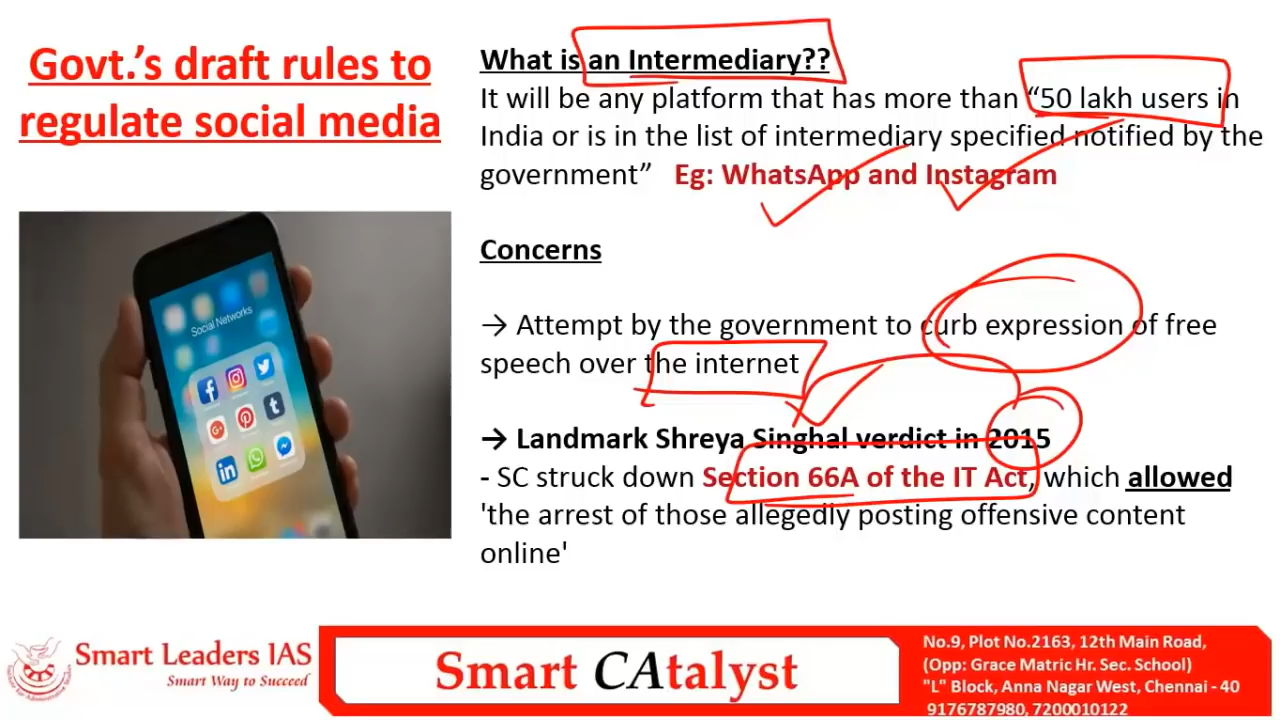 Govt.'s draft rules to
regulate social media
What is an Intermediary??
It will be any platform that has more than “50 lakh users in
India or is in the list of intermediary specified notified by the
government” Eg: WhatsApp and Instagram
Concerns
→ Attempt by the government to curb expression of free
speech over the internet
→ Landmark Shreya Singhal verdict in 2015
- SC struck down Section 66A of the IT Act, which allowed
'the arrest of those allegedly posting offensive content
online'
Social Networks
Smart Leaders IAS
Smart Way to Succeed
Smart CAtalyst
No.9, Plot No.2163, 12th Main Road,
(Opp: Grace Matric Hr. Sec. School)
"L" Block, Anna Nagar West, Chennai - 40
9176787980, 7200010122